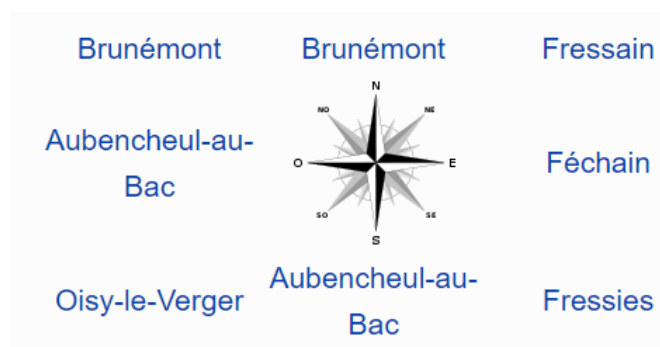 Brunémont Brunémont Fressain
N
NO NE
Aubencheul-au-
Bac
O E
Féchain
SO SE
S
Oisy-le-Verger
Aubencheul-au-
Bac
Fressies